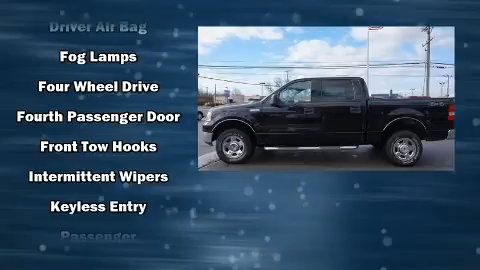 Driver Air Bag
Fog Lamps
Four Wheel Drive
Fourth Passenger Door
Front Tow Hooks
Intermittent Wipers
Keyless Entry
Passenger